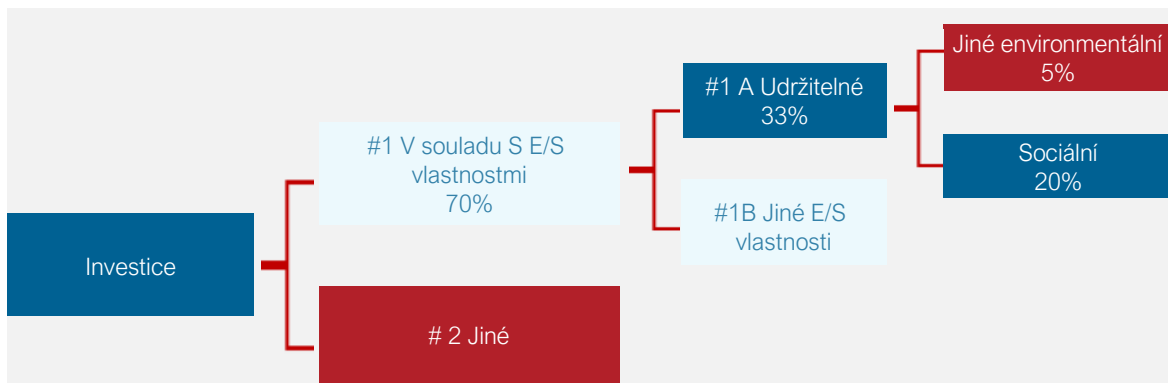 Jiné environmentální
5%
#1 A Udržitelné
33%
#1 V souladu S E/S
vlastnostmi
70%
Sociální
20%
#1B Jiné E/S
vlastnosti
Investice
# 2 Jiné